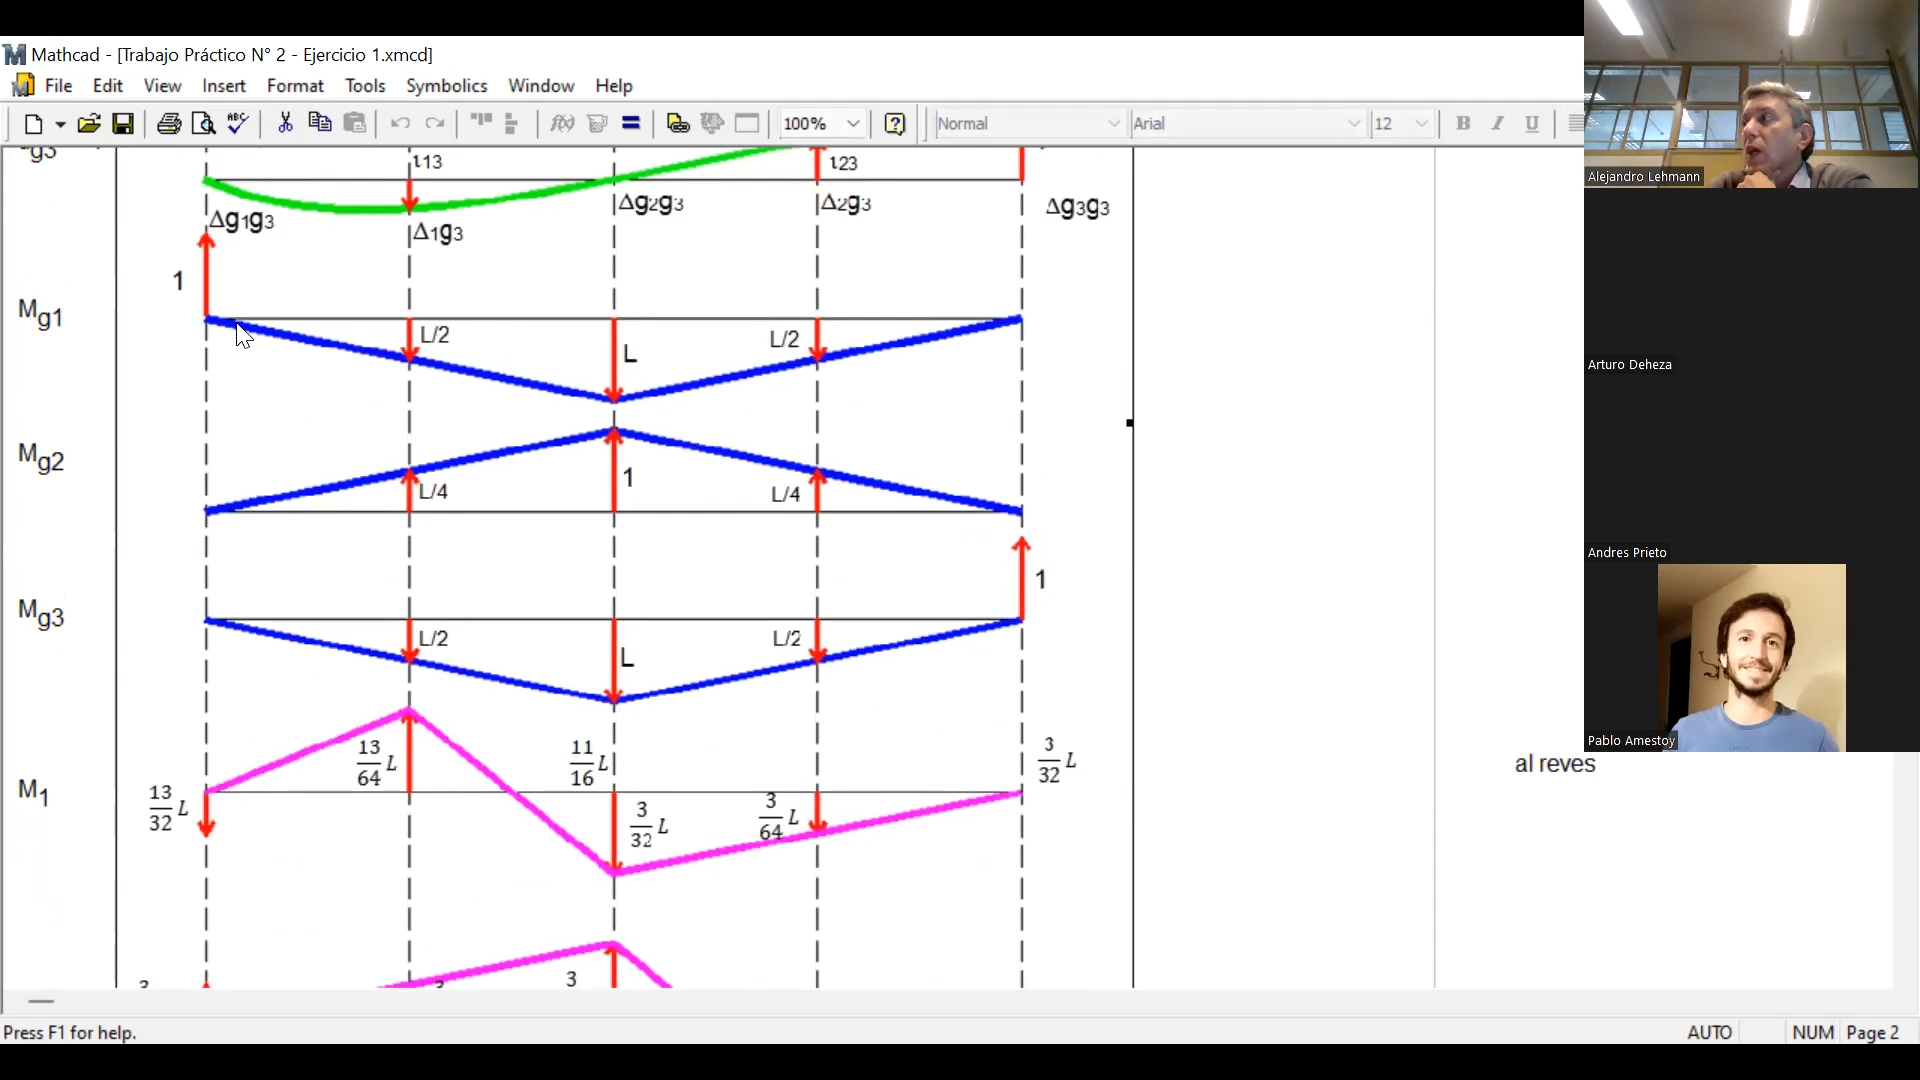 Mathcad - [Trabajo Práctico N° 2 - Ejercicio 1.xmcd]
File Edit View Insert Format Tools Symbolics Window Help
100% Normal Arial 12 B I U
g3
ι13
ι23
Δg1g3
Δ1g3
Δg2g3
Δ2g3
Δg3g3
1
Mg1
L/2
L
L/2
Mg2
L/4
1
L/4
1
Mg3
L/2
L
L/2
M1
13/32 L
13/64 L
11/16 L
3/32 L
3/64 L
3/32 L
al reves
3
Alejandro Lehmann
Arturo Deheza
Andres Prieto
Pablo Amestoy
Press F1 for help.
AUTO NUM Page 2